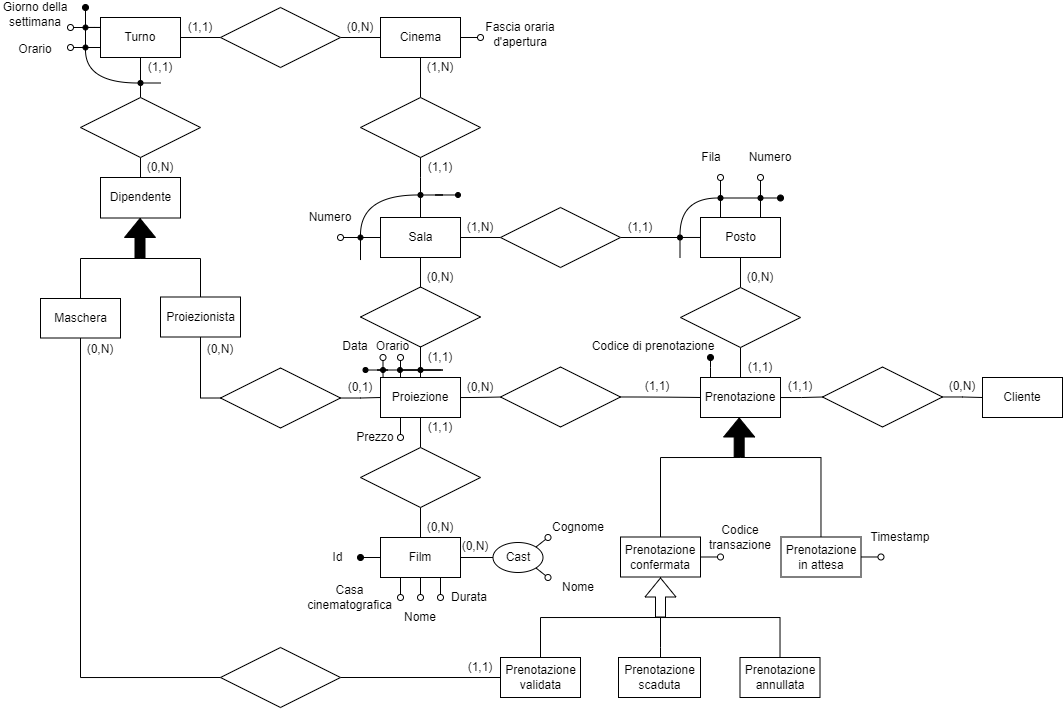 Giorno della
settimana
Orario
Turno
(1,1)
(0,N)
Cinema
Fascia oraria
d'apertura
(1,1)
(1,N)
(0,N)
Dipendente
(1,1)
Fila
Numero
Numero
Sala
(1,N)
(1,1)
Posto
(0,N)
(0,N)
Maschera
Proiezionista
(0,N)
(0,N)
Data
Orario
(1,1)
Codice di prenotazione
(1,1)
(0,1)
Proiezione
(0,N)
(1,1)
Prenotazione
(1,1)
(0,N)
Cliente
Prezzo
(1,1)
(0,N)
Id
Film
(0,N)
Cast
Cognome
Nome
Casa
cinematografica
Nome
Durata
Prenotazione
confermata
Codice
transazione
Prenotazione
in attesa
Timestamp
(1,1)
Prenotazione
validata
Prenotazione
scaduta
Prenotazione
annullata